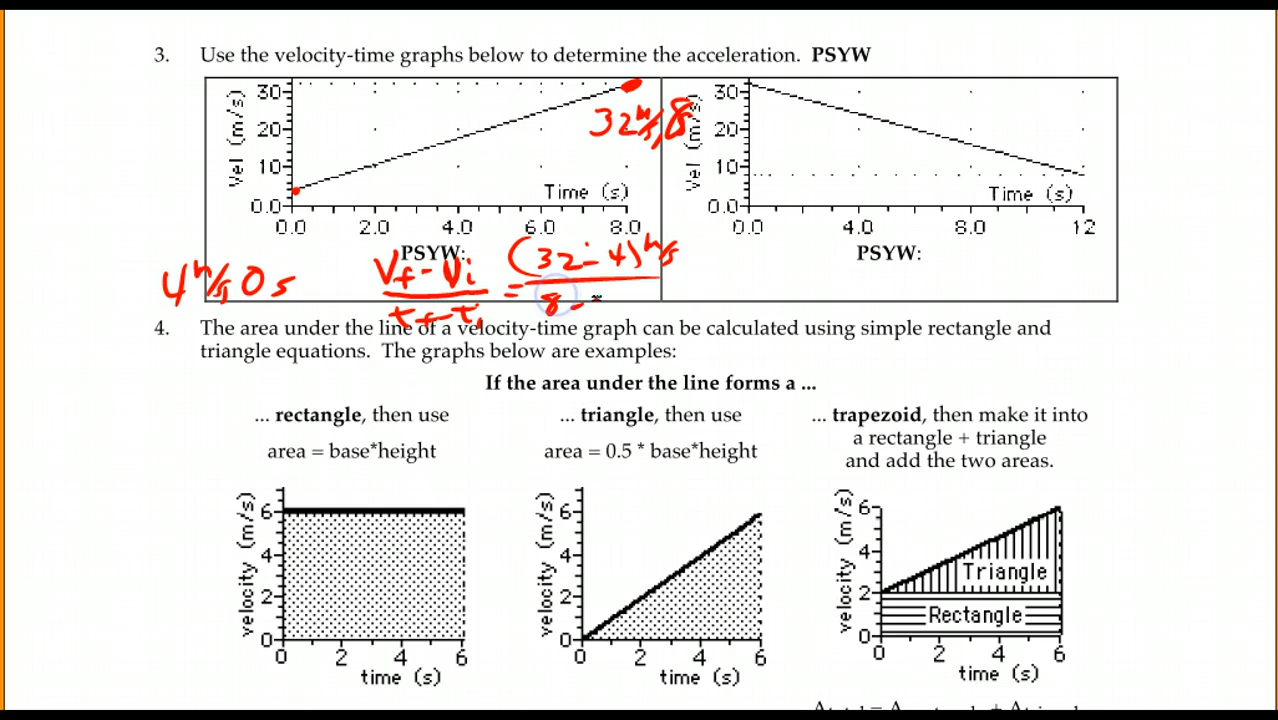 3. Use the velocity-time graphs below to determine the acceleration. PSYW
Vel (m/s)
30
20
10
0.0
0.0 2.0 4.0 6.0 8.0
Time (s)
32 m/s, 8
PSYW:
4 m/s, 0 s
Vf - Vi
tf - ti
= (32 - 4) m/s
8 -
Vel (m/s)
30
20
10
0.0
0.0 4.0 8.0 12
Time (s)
PSYW:
4. The area under the line of a velocity-time graph can be calculated using simple rectangle and
triangle equations. The graphs below are examples:
If the area under the line forms a ...
... rectangle, then use
area = base*height
... triangle, then use
area = 0.5 * base*height
... trapezoid, then make it into
a rectangle + triangle
and add the two areas.
velocity (m/s)
6
4
2
0
0 2 4 6
time (s)
velocity (m/s)
6
4
2
0
0 2 4 6
time (s)
velocity (m/s)
6
4
2
0
Triangle
Rectangle
0 2 4 6
time (s)